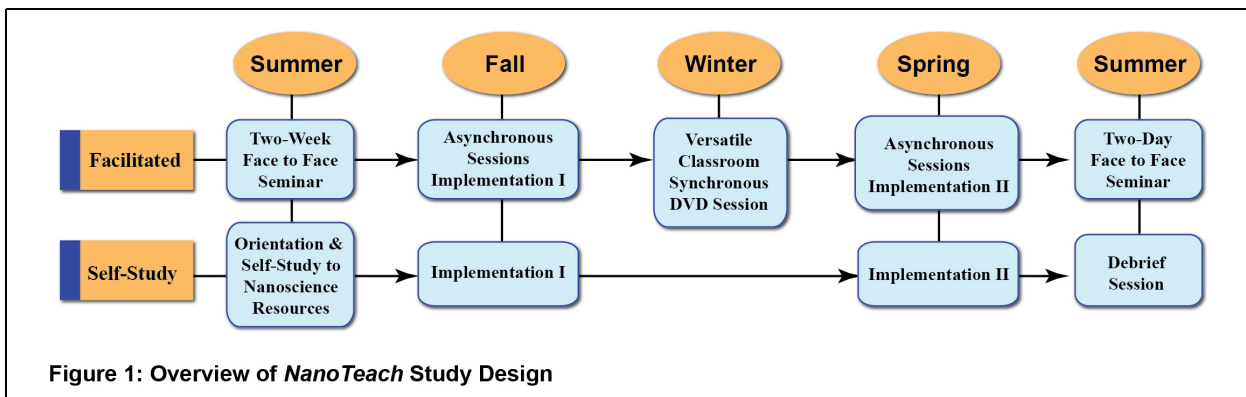 Summer
Fall
Winter
Spring
Summer
Facilitated
Two-Week
Face to Face
Seminar
Asynchronous
Sessions
Implementation I
Versatile
Classroom
Synchronous
DVD Session
Asynchronous
Sessions
Implementation II
Two-Day
Face to Face
Seminar
Self-Study
Orientation &
Self-Study to
Nanoscience
Resources
Implementation I
Implementation II
Debrief
Session
Figure 1: Overview of NanoTeach Study Design